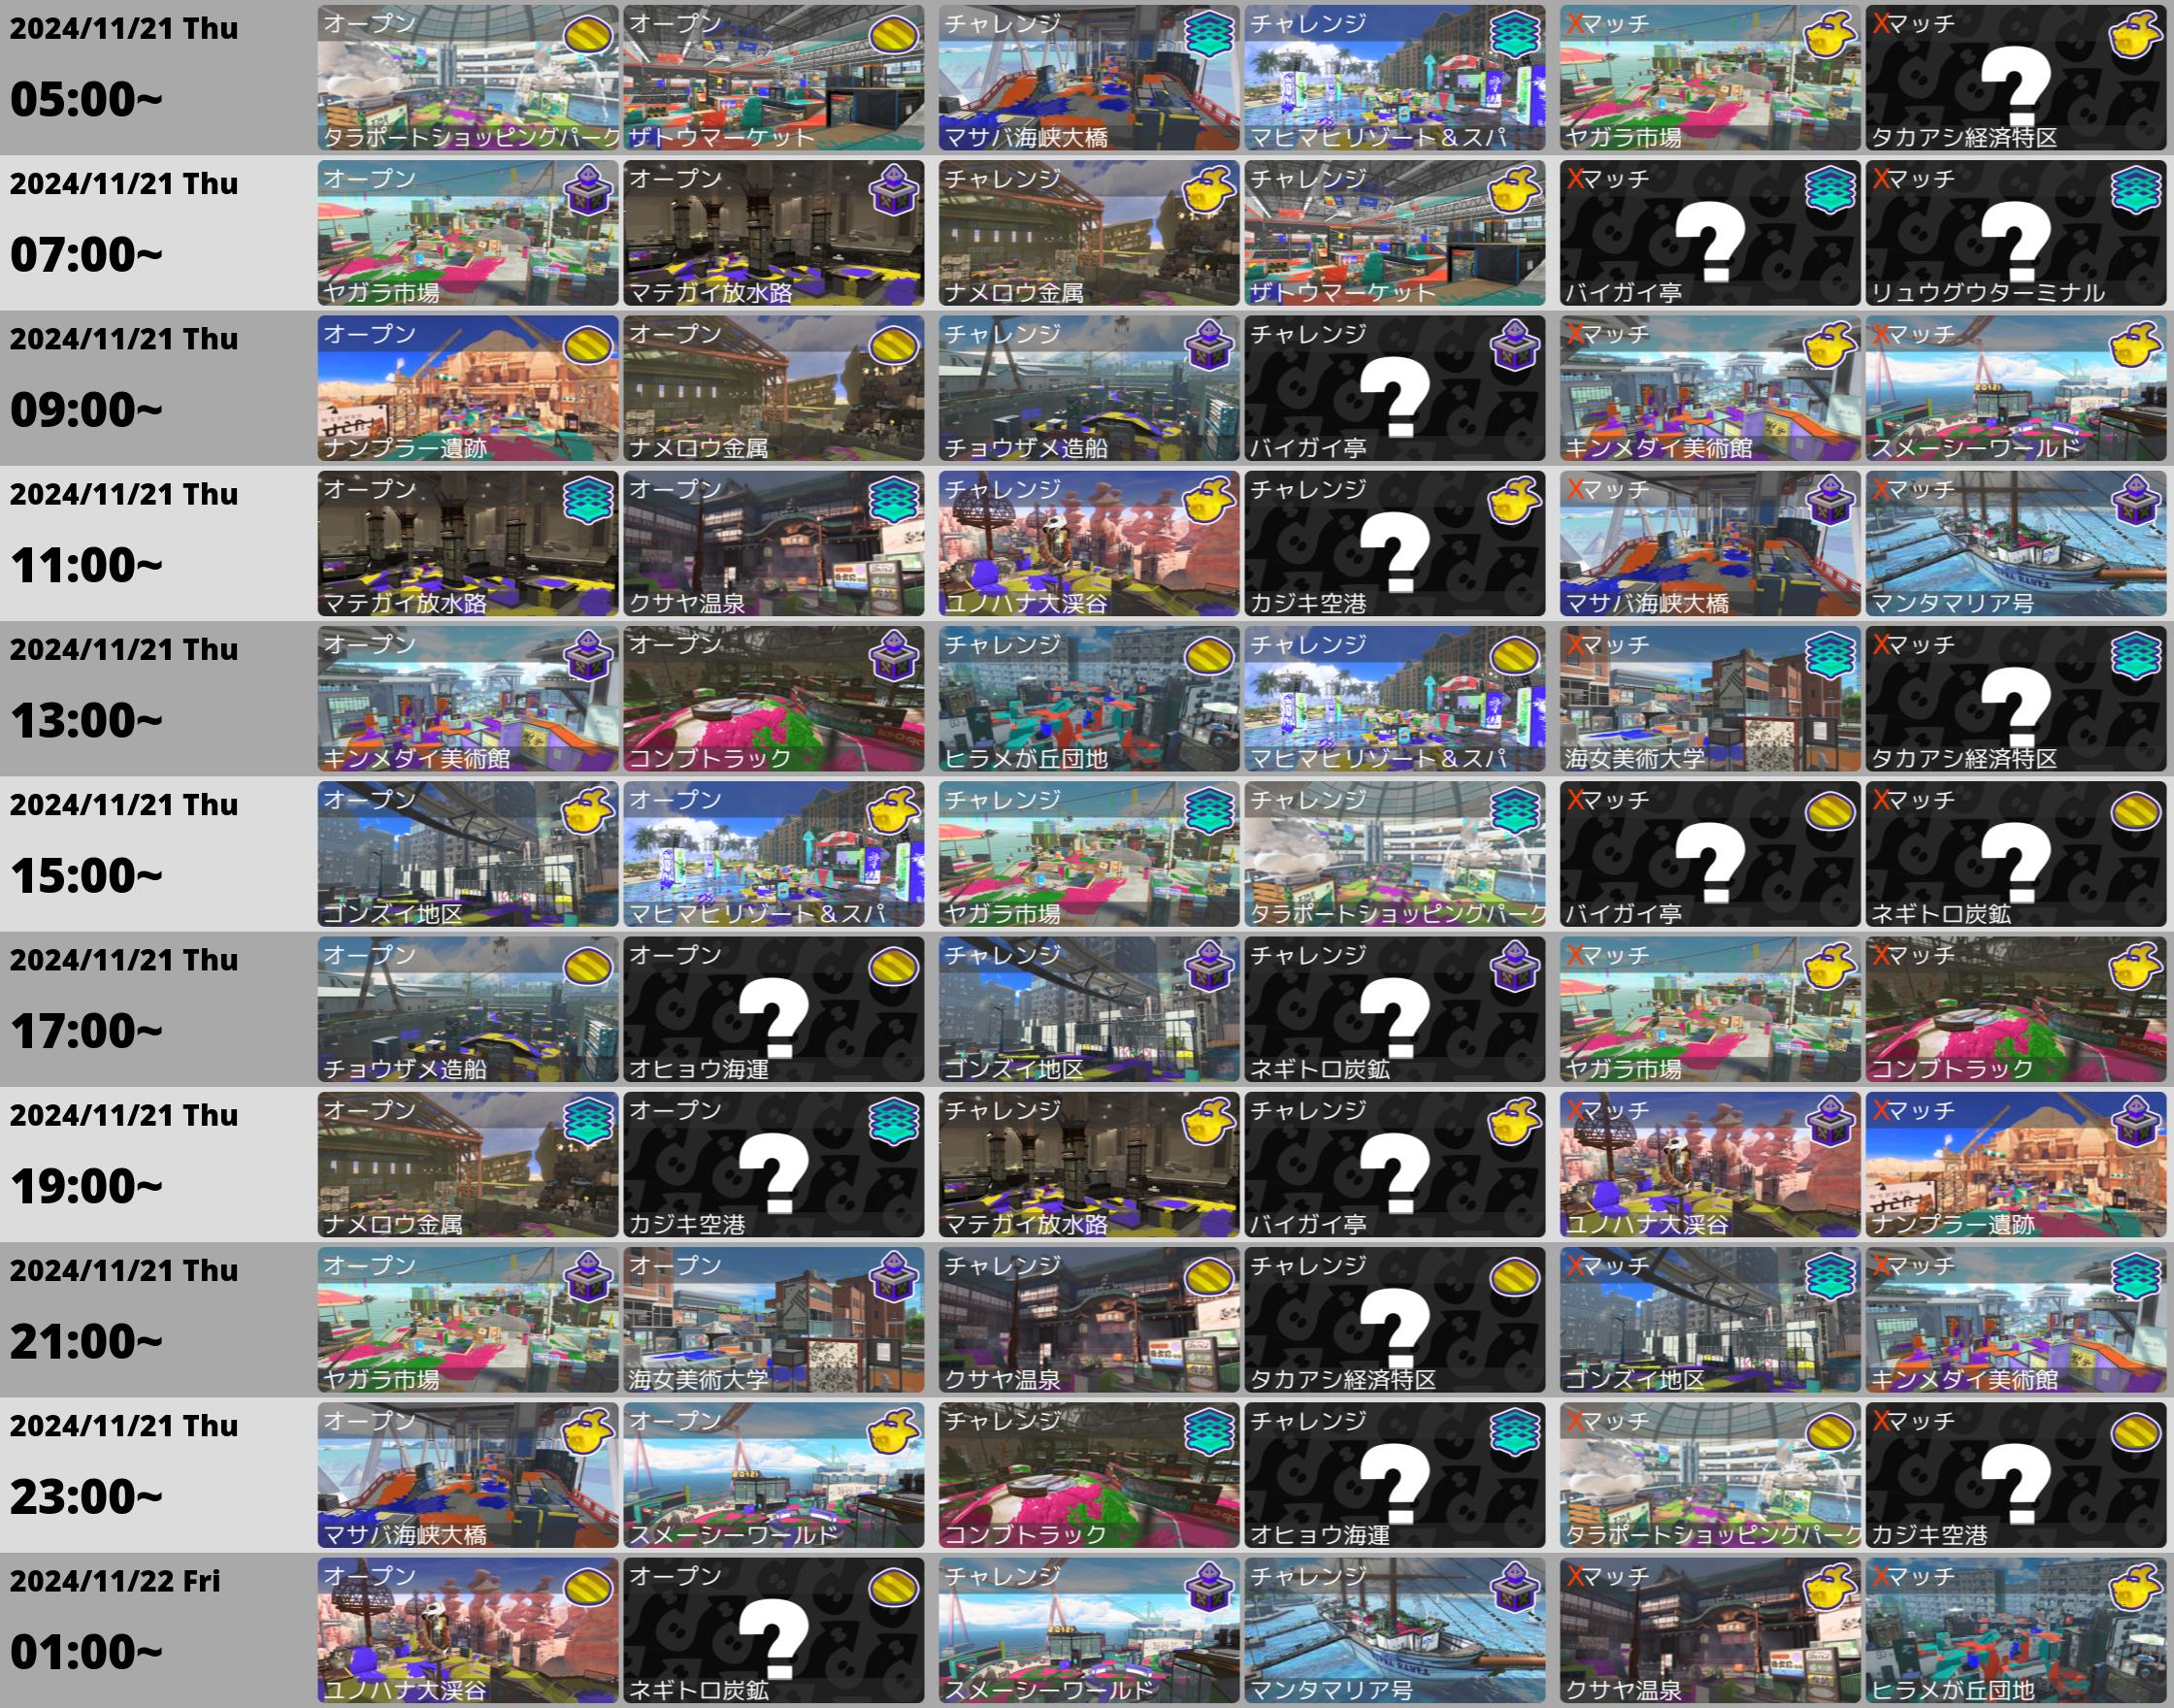 2024/11/21 Thu
05:00~
オープン
タラポートショッピングパーク
オープン
ザトウマーケット
チャレンジ
マサバ海峡大橋
チャレンジ
マヒマヒリゾート＆スパ
Xマッチ
ヤガラ市場
Xマッチ
?
タカアシ経済特区
2024/11/21 Thu
07:00~
オープン
ヤガラ市場
オープン
マテガイ放水路
チャレンジ
ナメロウ金属
チャレンジ
ザトウマーケット
Xマッチ
?
バイガイ亭
Xマッチ
?
リュウグウターミナル
2024/11/21 Thu
09:00~
オープン
ナンプラー遺跡
オープン
ナメロウ金属
チャレンジ
チョウザメ造船
チャレンジ
?
バイガイ亭
Xマッチ
キンメダイ美術館
Xマッチ
スメーシーワールド
2024/11/21 Thu
11:00~
オープン
マテガイ放水路
オープン
クサヤ温泉
チャレンジ
ユノハナ大渓谷
チャレンジ
?
カジキ空港
Xマッチ
マサバ海峡大橋
Xマッチ
マンタマリア号
2024/11/21 Thu
13:00~
オープン
キンメダイ美術館
オープン
コンブトラック
チャレンジ
ヒラメが丘団地
チャレンジ
マヒマヒリゾート＆スパ
Xマッチ
海女美術大学
Xマッチ
?
タカアシ経済特区
2024/11/21 Thu
15:00~
オープン
ゴンズイ地区
オープン
マヒマヒリゾート＆スパ
チャレンジ
ヤガラ市場
チャレンジ
タラポートショッピングパーク
Xマッチ
?
バイガイ亭
Xマッチ
?
ネギトロ炭鉱
2024/11/21 Thu
17:00~
オープン
チョウザメ造船
オープン
?
オヒョウ海運
チャレンジ
ゴンズイ地区
チャレンジ
?
ネギトロ炭鉱
Xマッチ
ヤガラ市場
Xマッチ
コンブトラック
2024/11/21 Thu
19:00~
オープン
ナメロウ金属
オープン
?
カジキ空港
チャレンジ
マテガイ放水路
チャレンジ
?
バイガイ亭
Xマッチ
ユノハナ大渓谷
Xマッチ
ナンプラー遺跡
2024/11/21 Thu
21:00~
オープン
ヤガラ市場
オープン
海女美術大学
チャレンジ
クサヤ温泉
チャレンジ
?
タカアシ経済特区
Xマッチ
ゴンズイ地区
Xマッチ
キンメダイ美術館
2024/11/21 Thu
23:00~
オープン
マサバ海峡大橋
オープン
スメーシーワールド
チャレンジ
コンブトラック
チャレンジ
?
オヒョウ海運
Xマッチ
タラポートショッピングパーク
Xマッチ
?
カジキ空港
2024/11/22 Fri
01:00~
オープン
ユノハナ大渓谷
オープン
?
ネギトロ炭鉱
チャレンジ
スメーシーワールド
チャレンジ
マンタマリア号
Xマッチ
クサヤ温泉
Xマッチ
ヒラメが丘団地